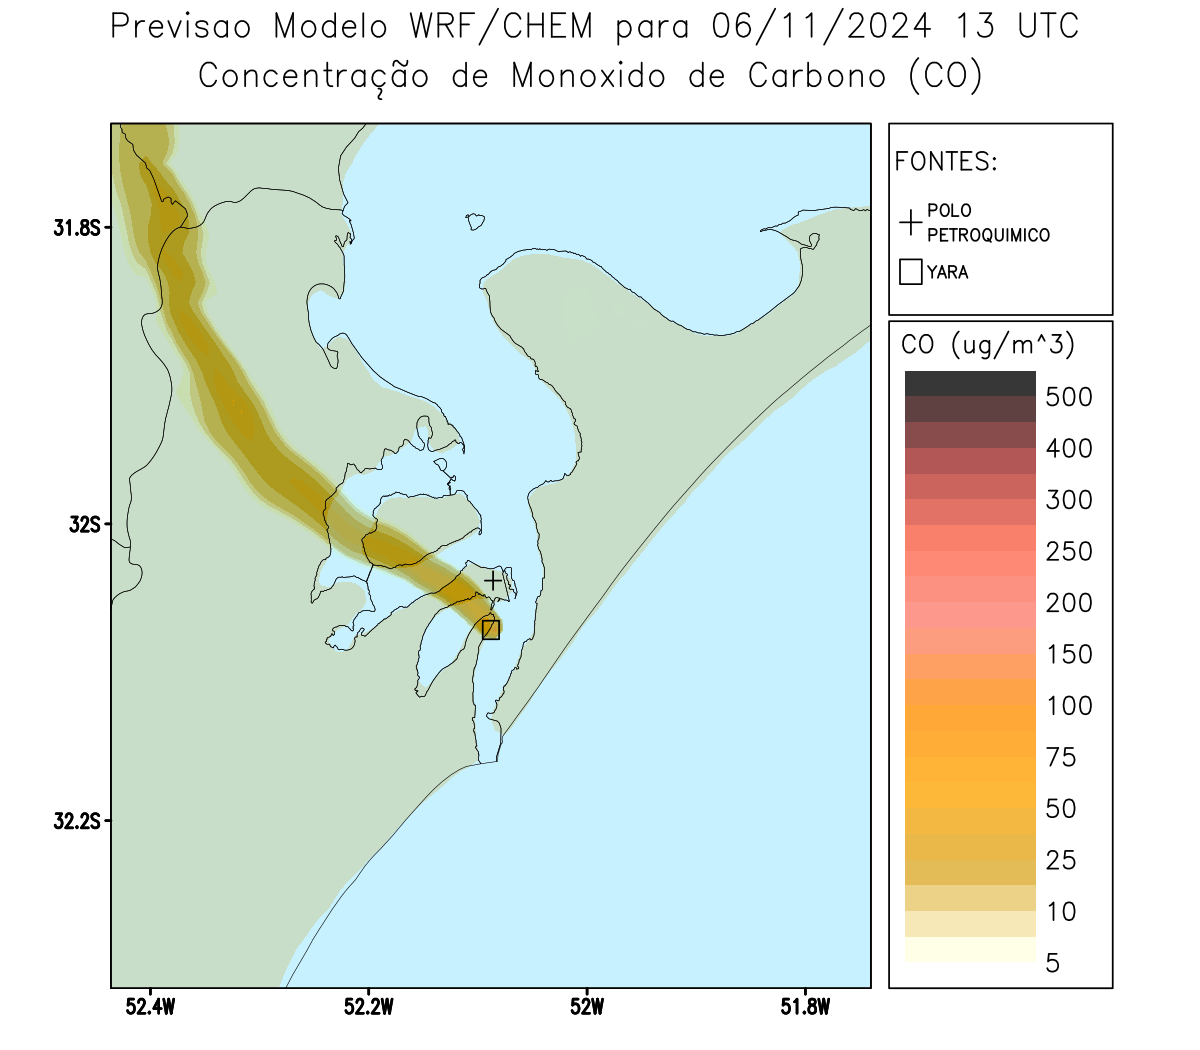 Previsao Modelo WRF/CHEM para 06/11/2024 13 UTC
Concentração de Monoxido de Carbono (CO)
FONTES:
POLO
PETROQUIMICO
YARA
CO (ug/m^3)
500
400
300
250
200
150
100
75
50
25
10
5
31.8S
32S
32.2S
52.4W
52.2W
52W
51.8W